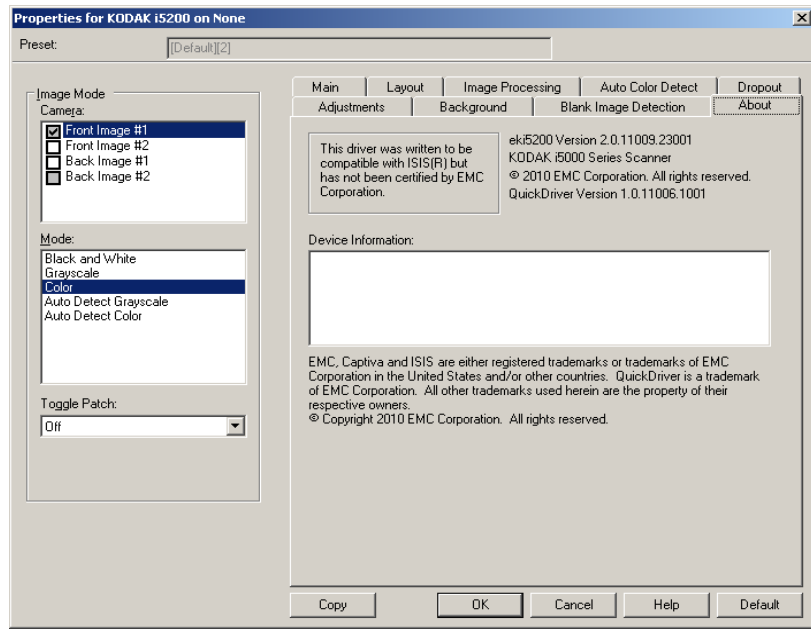 Properties for KODAK i5200 on None
Preset:
[Default][2]
Image Mode
Camera:
Front Image #1
Front Image #2
Back Image #1
Back Image #2
Mode:
Black and White
Grayscale
Color
Auto Detect Grayscale
Auto Detect Color
Toggle Patch:
Off
Main
Layout
Image Processing
Auto Color Detect
Dropout
Adjustments
Background
Blank Image Detection
About
This driver was written to be
compatible with ISIS(R) but
has not been certified by EMC
Corporation.
eki5200 Version 2.0.11009.23001
KODAK i5000 Series Scanner
© 2010 EMC Corporation. All rights reserved.
QuickDriver Version 1.0.11006.1001
Device Information:
EMC, Captiva and ISIS are either registered trademarks or trademarks of EMC
Corporation in the United States and/or other countries. QuickDriver is a trademark
of EMC Corporation. All other trademarks used herein are the property of their
respective owners.
© Copyright 2010 EMC Corporation. All rights reserved.
Copy
OK
Cancel
Help
Default